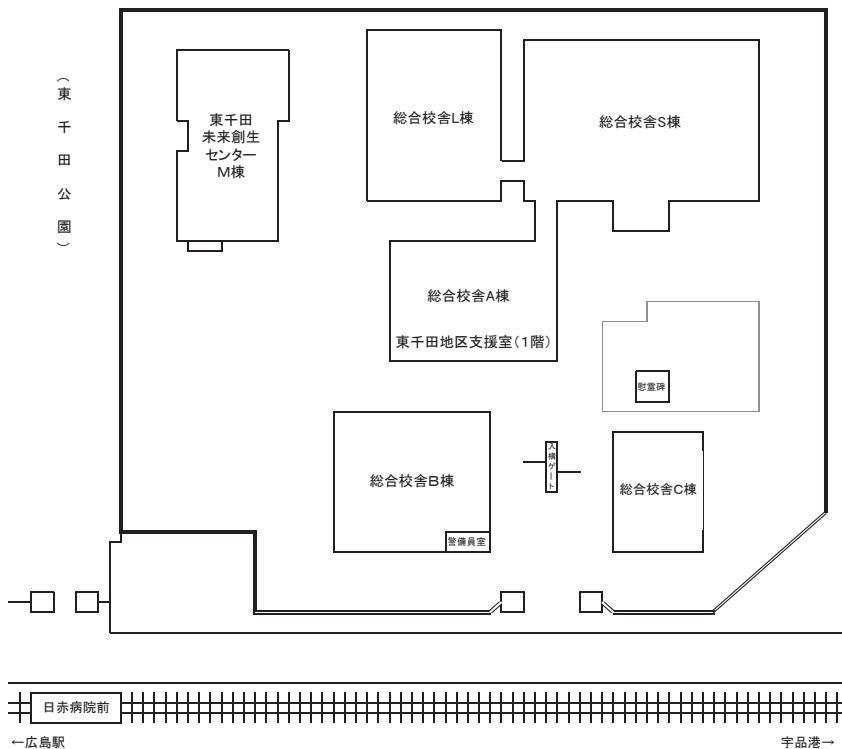 （東千田公園）
東千田
未来創生
センター
M棟
総合校舎L棟
総合校舎S棟
総合校舎A棟
東千田地区支援室（1階）
慰霊碑
総合校舎B棟
入構ゲート
総合校舎C棟
警備員室
日赤病院前
←広島駅
宇品港→